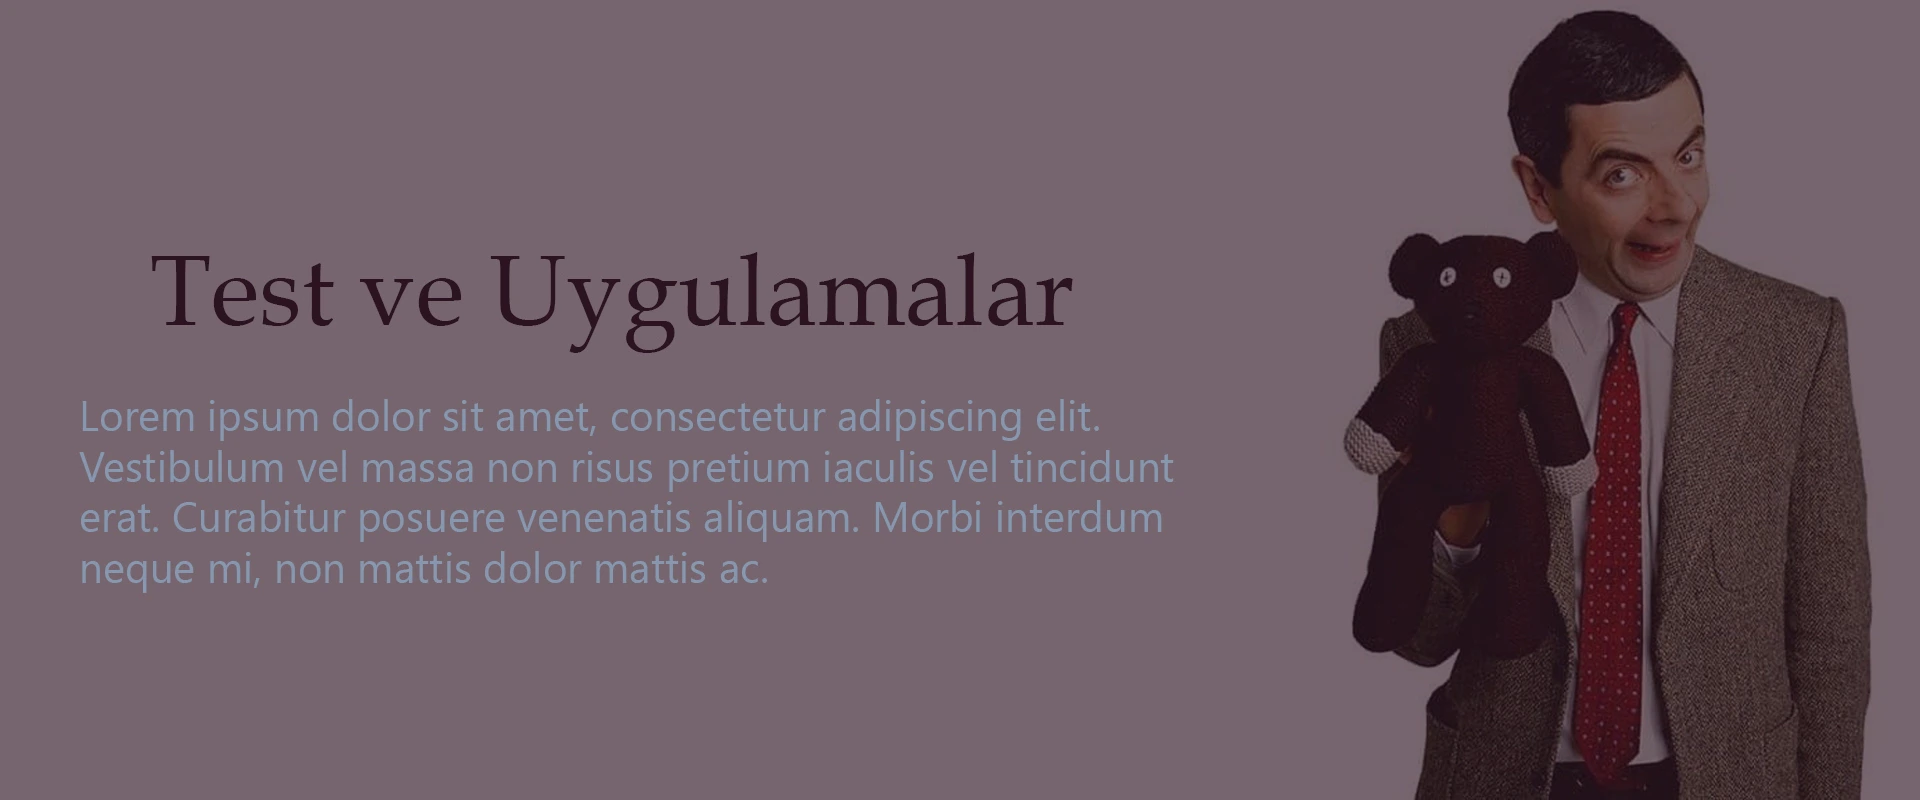 Test ve Uygulamalar
Lorem ipsum dolor sit amet, consectetur adipiscing elit.
Vestibulum vel massa non risus pretium iaculis vel tincidunt
erat. Curabitur posuere venenatis aliquam. Morbi interdum
neque mi, non mattis dolor mattis ac.